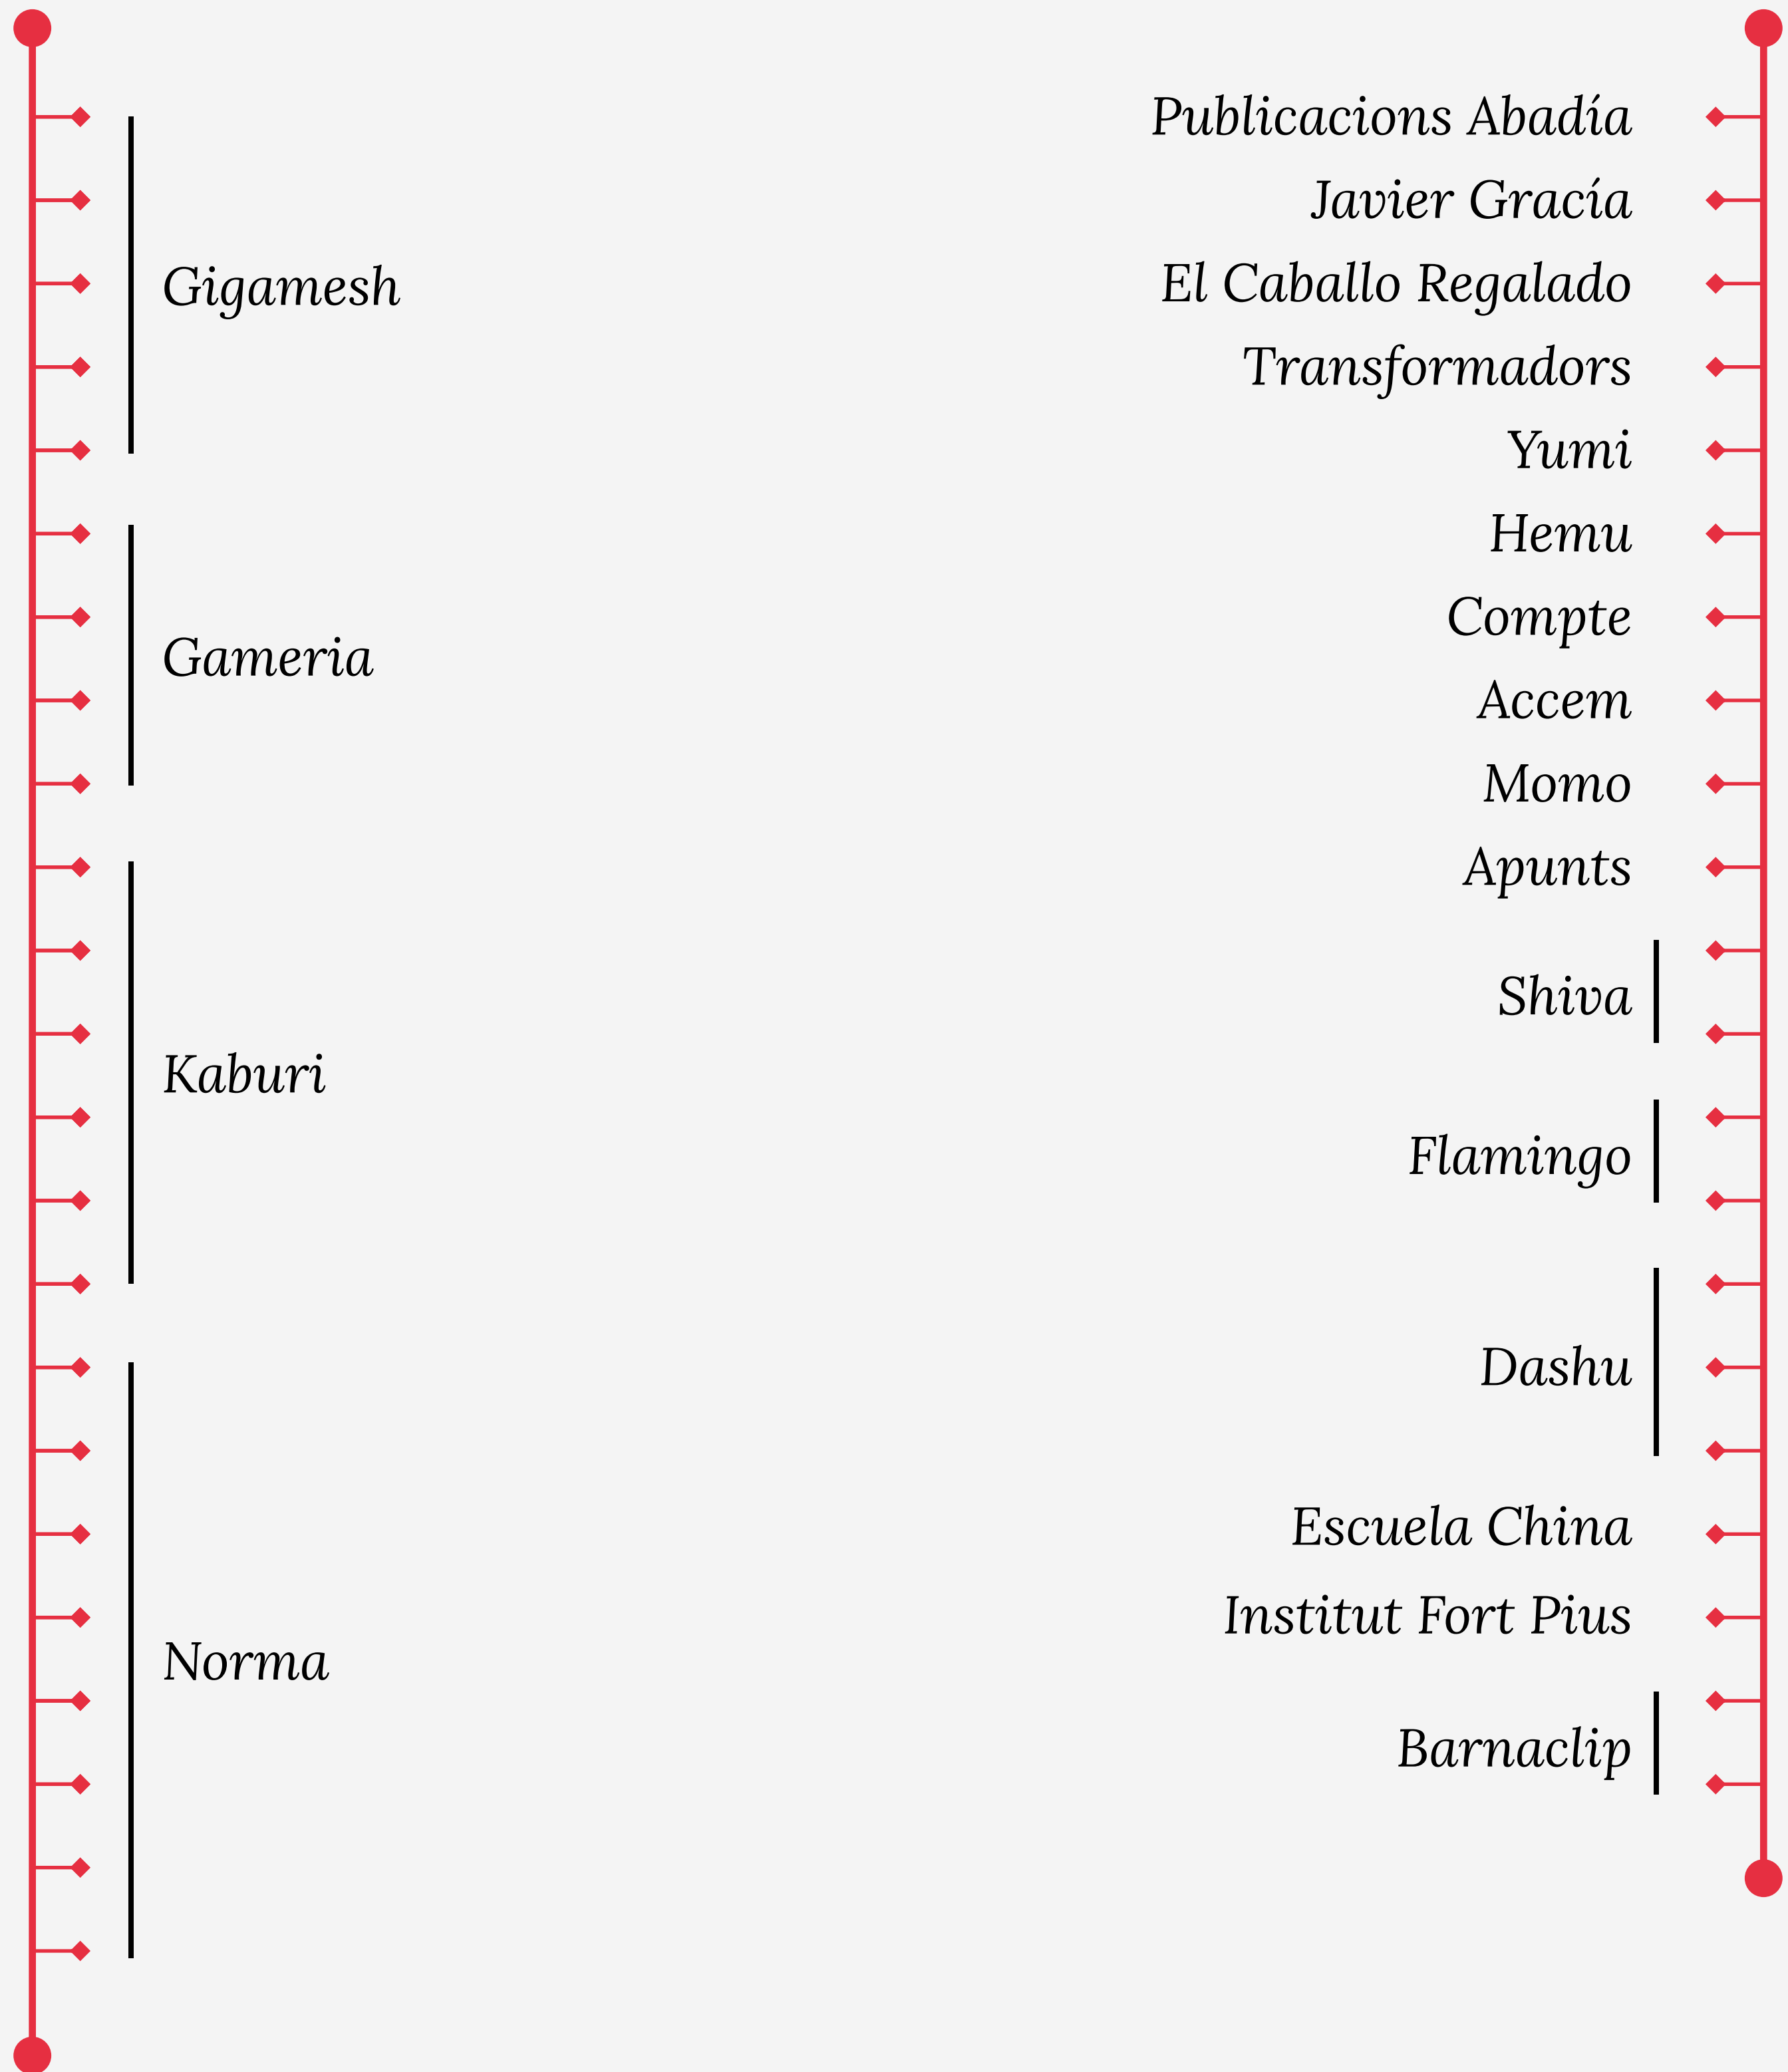 Gigamesh
Gameria
Kaburi
Norma
Publicacions Abadía
Javier Gracía
El Caballo Regalado
Transformadors
Yumi
Hemu
Compte
Accem
Momo
Apunts
Shiva
Flamingo
Dashu
Escuela China
Institut Fort Pius
Barnaclip